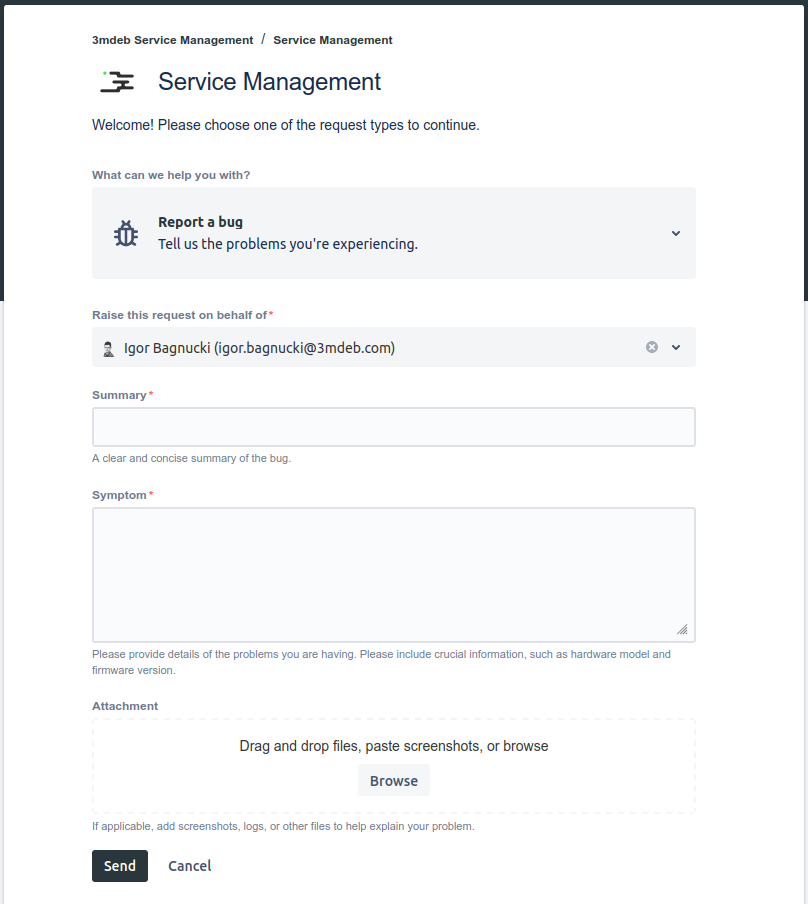 3mdeb Service Management / Service Management
Service Management
Welcome! Please choose one of the request types to continue.
What can we help you with?
Report a bug
Tell us the problems you're experiencing.
Raise this request on behalf of*
Igor Bagnucki (igor.bagnucki@3mdeb.com)
Summary*
A clear and concise summary of the bug.
Symptom*
Please provide details of the problems you are having. Please include crucial information, such as hardware model and
firmware version.
Attachment
Drag and drop files, paste screenshots, or browse
Browse
If applicable, add screenshots, logs, or other files to help explain your problem.
Send Cancel